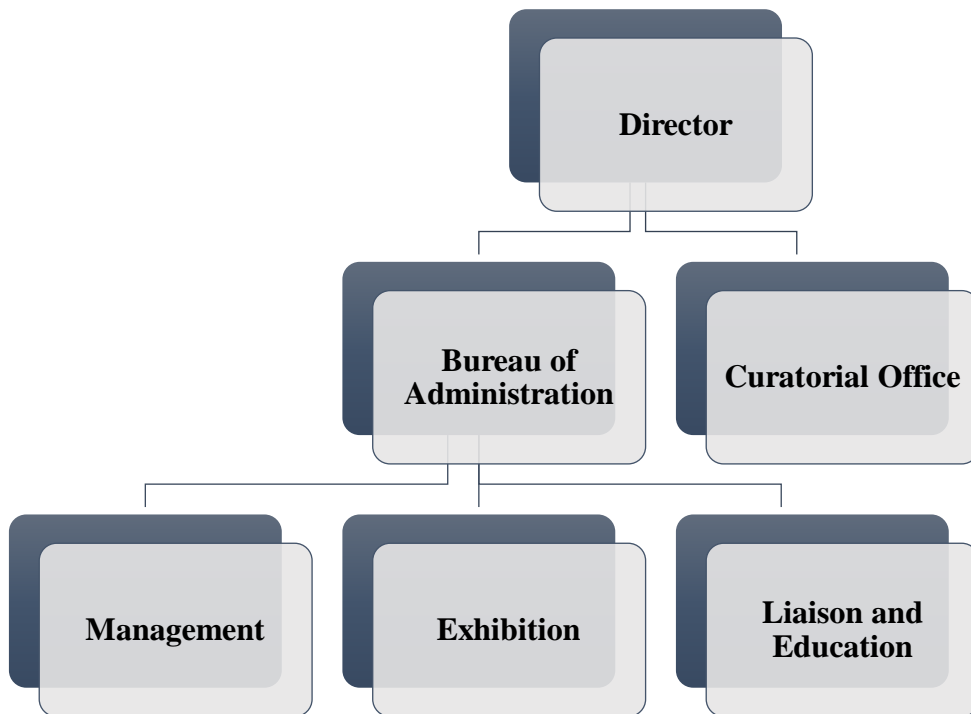 Director
Bureau of
Administration
Curatorial Office
Management
Exhibition
Liaison and
Education